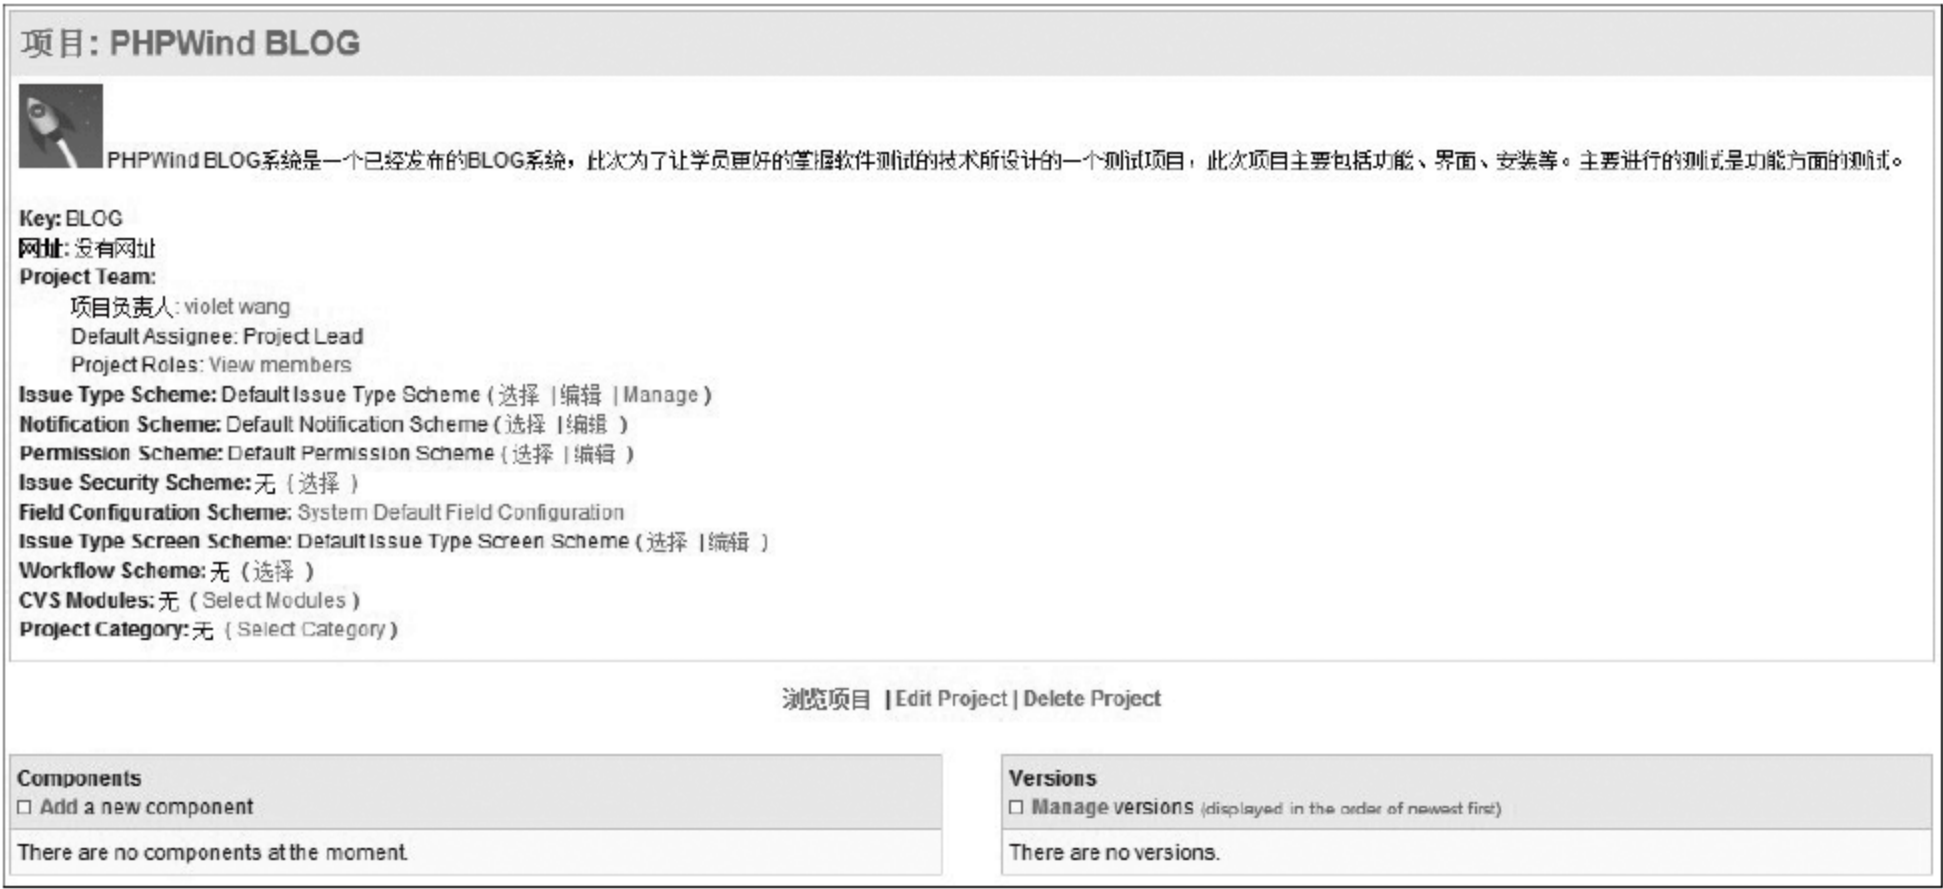 项目: PHPWind BLOG
PHPWind BLOG系统是一个已经发布的BLOG系统，此次为了让学员更好的掌握软件测试的技术所设计的一个测试项目，此次项目主要包括功能、界面、安装等。主要进行的测试是功能方面的测试。
Key: BLOG
网址: 没有网址
Project Team:
项目负责人: violet wang
Default Assignee: Project Lead
Project Roles: View members
Issue Type Scheme: Default Issue Type Scheme ( 选择 | 编辑 | Manage )
Notification Scheme: Default Notification Scheme ( 选择 | 编辑 )
Permission Scheme: Default Permission Scheme ( 选择 | 编辑 )
Issue Security Scheme: 无 ( 选择 )
Field Configuration Scheme: System Default Field Configuration
Issue Type Screen Scheme: Default Issue Type Screen Scheme ( 选择 | 编辑 )
Workflow Scheme: 无 ( 选择 )
CVS Modules: 无 ( Select Modules )
Project Category: 无 ( Select Category )
浏览项目 | Edit Project | Delete Project
Components
Add a new component
There are no components at the moment.
Versions
Manage versions (displayed in the order of newest first)
There are no versions.